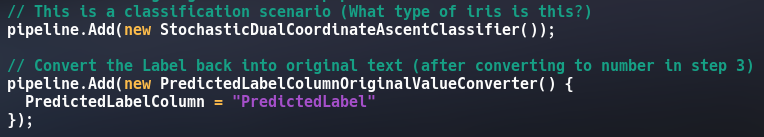 // This is a classification scenario (What type of iris is this?)
pipeline.Add(new StochasticDualCoordinateAscentClassifier());
// Convert the Label back into original text (after converting to number in step 3)
pipeline.Add(new PredictedLabelColumnOriginalValueConverter() {
PredictedLabelColumn = "PredictedLabel"
});